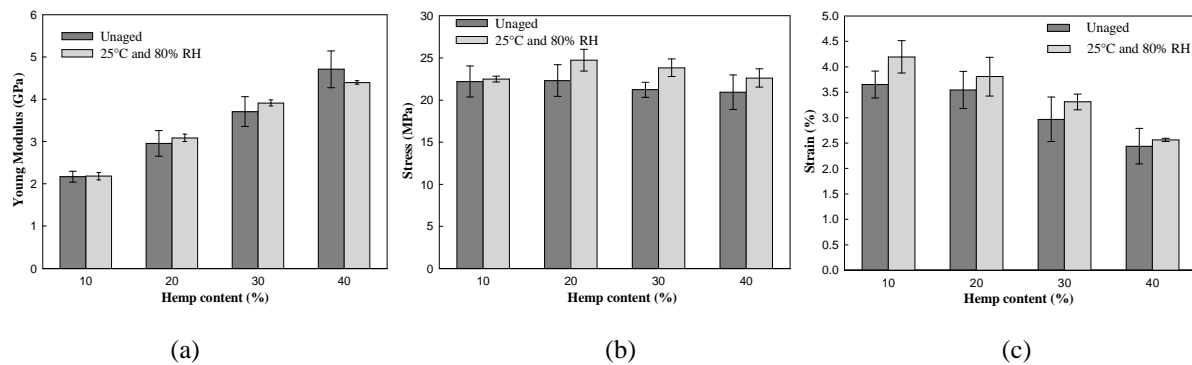 6
5
4
3
2
1
0
Young Modulus (GPa)
Unaged
25°C and 80% RH
10 20 30 40
Hemp content (%)
(a)
30
25
20
15
10
5
0
Stress (MPa)
Unaged
25°C and 80% RH
10 20 30 40
Hemp content (%)
(b)
5.0
4.5
4.0
3.5
3.0
2.5
2.0
1.5
1.0
0.5
0.0
Strain (%)
Unaged
25°C and 80% RH
10 20 30 40
Hemp content (%)
(c)